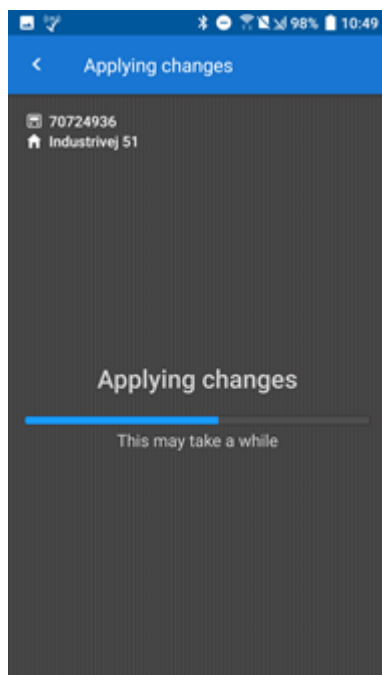 98% 10:49
Applying changes
70724936
Industrivej 51
Applying changes
This may take a while